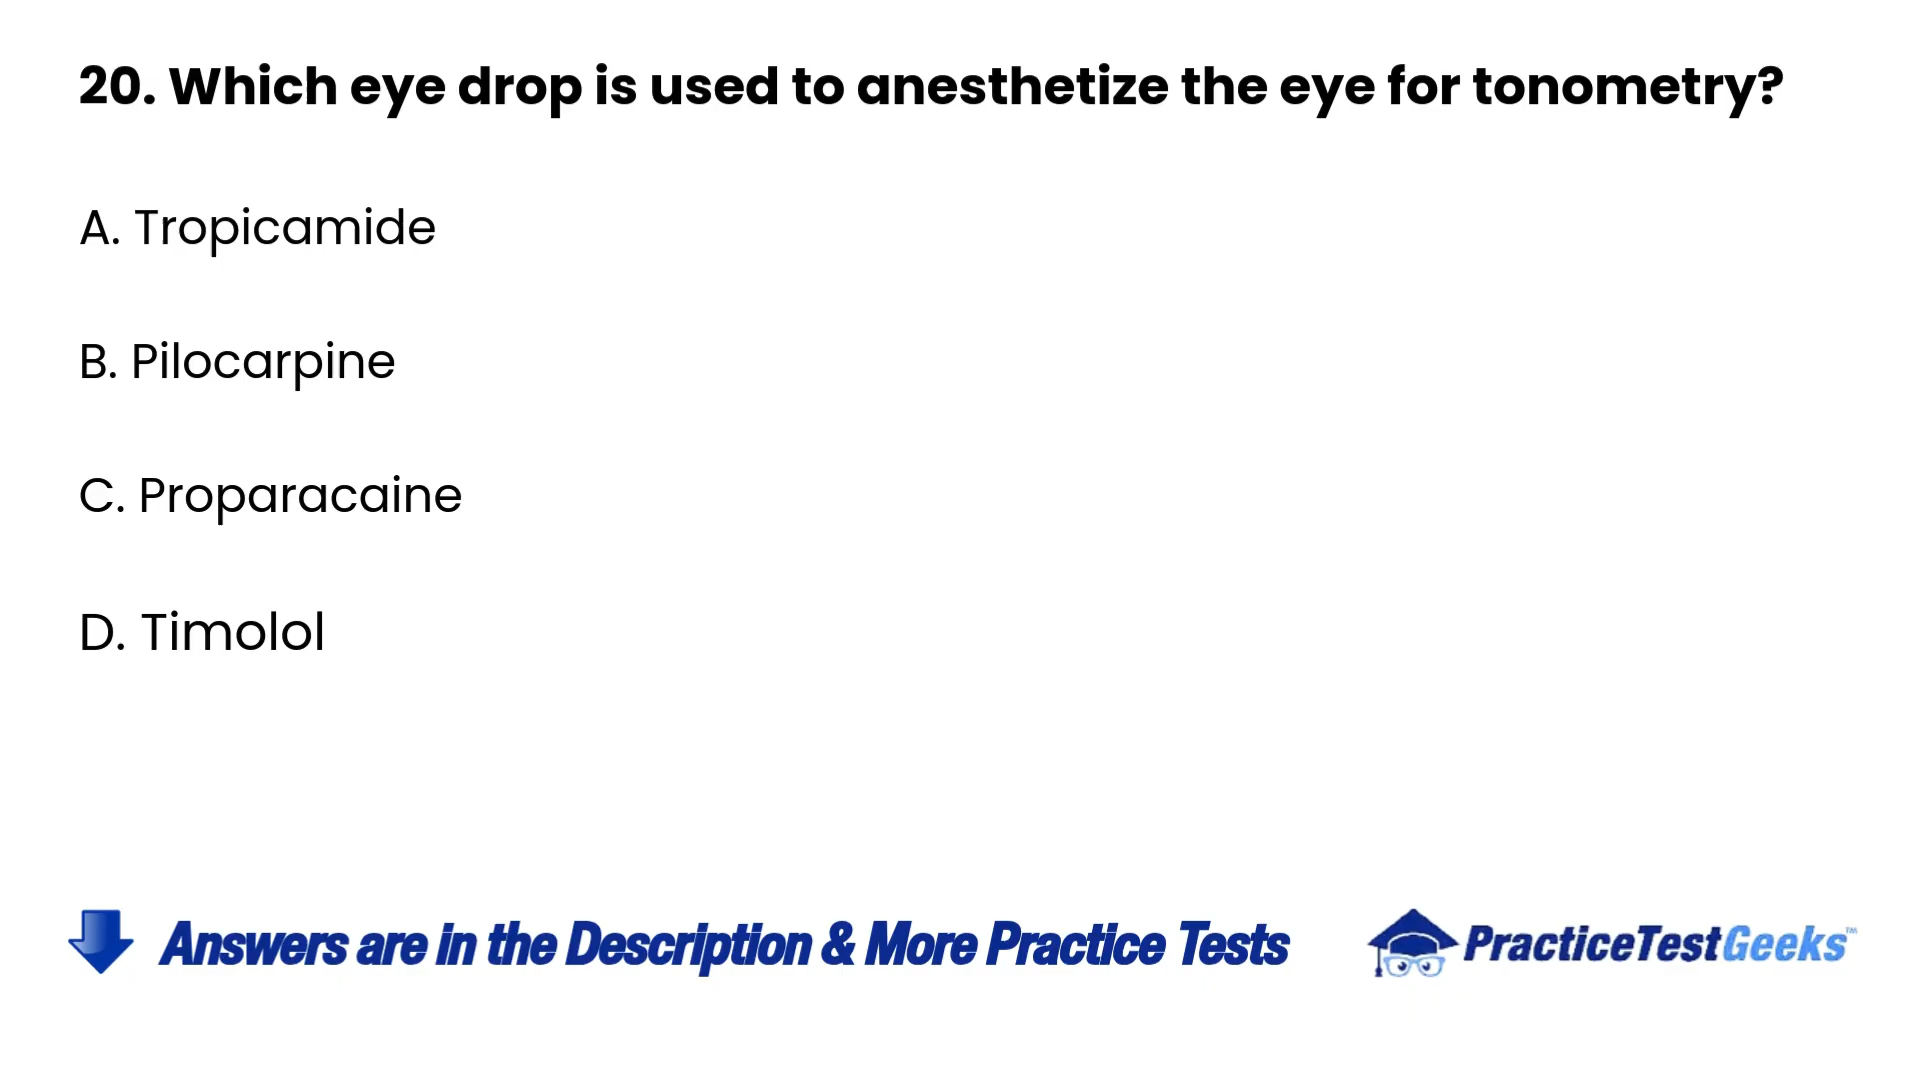 20. Which eye drop is used to anesthetize the eye for tonometry?
A. Tropicamide
B. Pilocarpine
C. Proparacaine
D. Timolol
Answers are in the Description & More Practice Tests
PracticeTestGeeks™